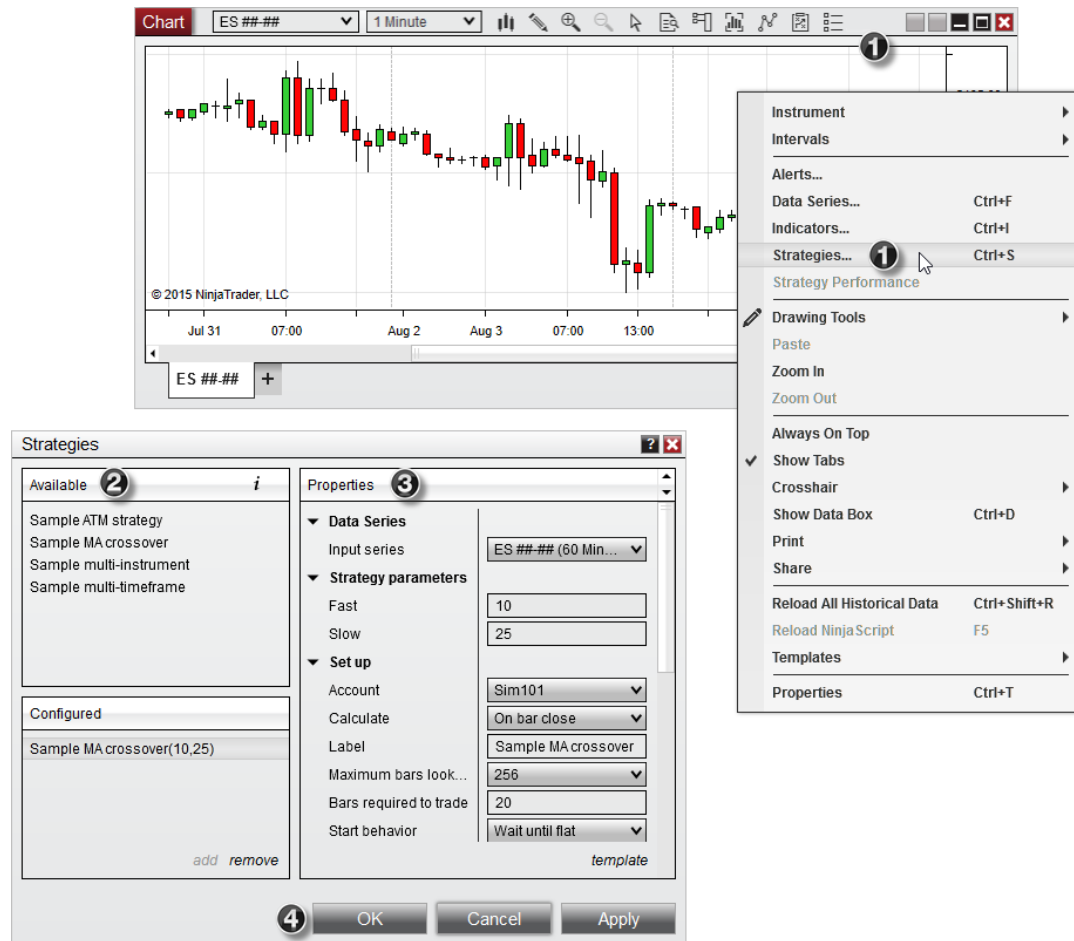 Chart ES ##-## 1 Minute
1
© 2015 NinjaTrader, LLC
Jul 31 07:00 Aug 2 Aug 3 07:00 13:00
ES ##-## +
Instrument
Intervals
Alerts...
Data Series... Ctrl+F
Indicators... Ctrl+I
Strategies... 1 Ctrl+S
Strategy Performance
Drawing Tools
Paste
Zoom In
Zoom Out
Always On Top
Show Tabs
Crosshair
Show Data Box Ctrl+D
Print
Share
Reload All Historical Data Ctrl+Shift+R
Reload NinjaScript F5
Templates
Properties Ctrl+T
Strategies ?
Available 2 i
Sample ATM strategy
Sample MA crossover
Sample multi-instrument
Sample multi-timeframe
Configured
Sample MA crossover(10,25)
add remove
Properties 3
Data Series
Input series ES ##-## (60 Min...
Strategy parameters
Fast 10
Slow 25
Set up
Account Sim101
Calculate On bar close
Label Sample MA crossover
Maximum bars look... 256
Bars required to trade 20
Start behavior Wait until flat
template
4 OK Cancel Apply